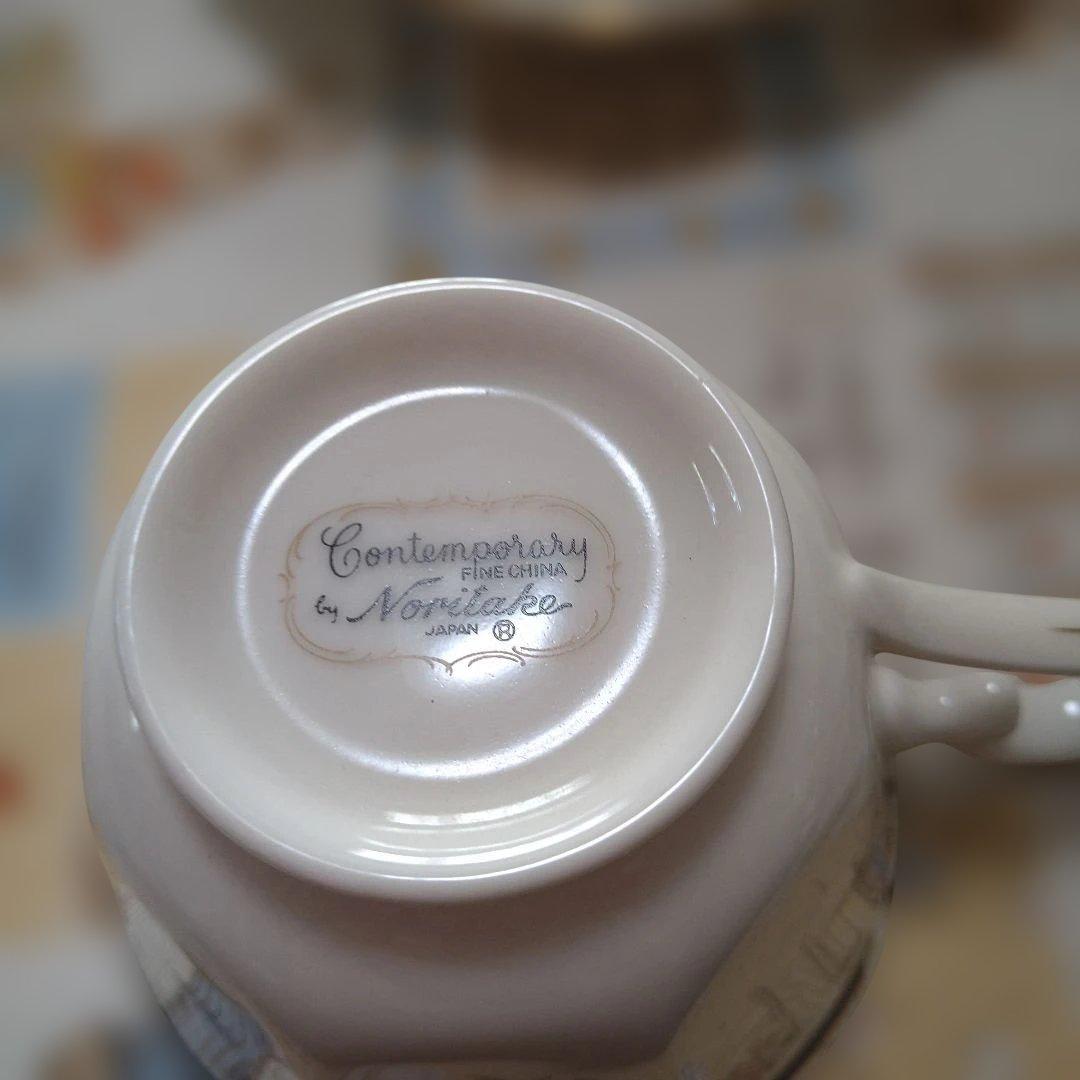 Contemporary
FINE CHINA
by Noritake
JAPAN ®